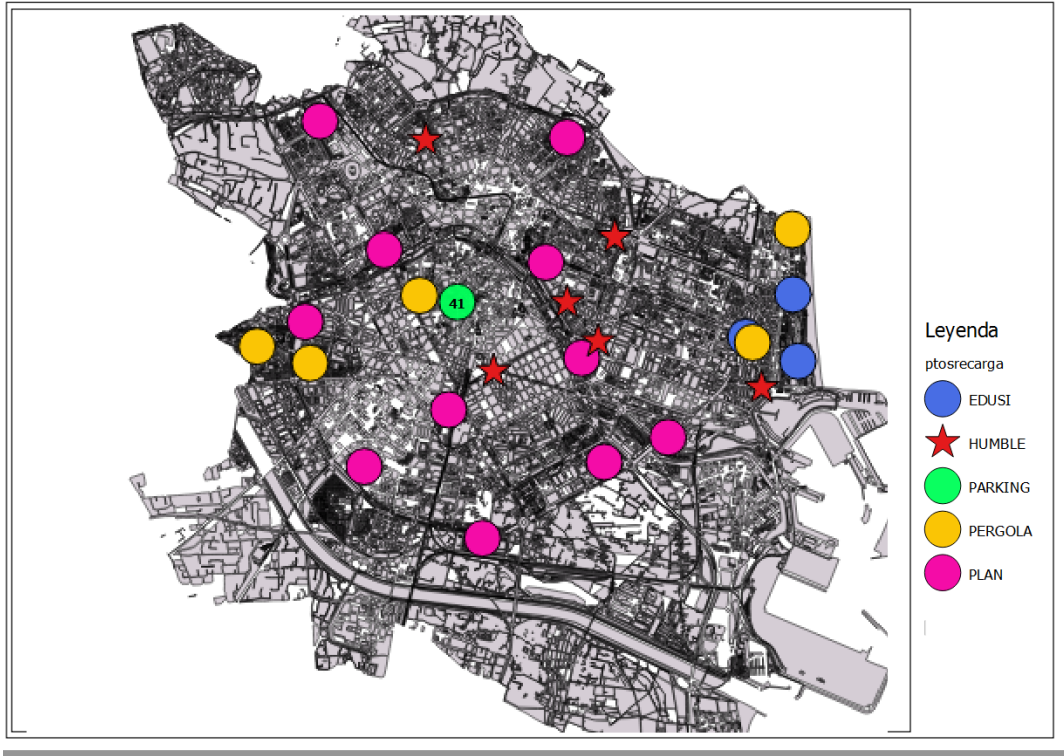 41
Leyenda
ptosrecarga
EDUSI
HUMBLE
PARKING
PERGOLA
PLAN